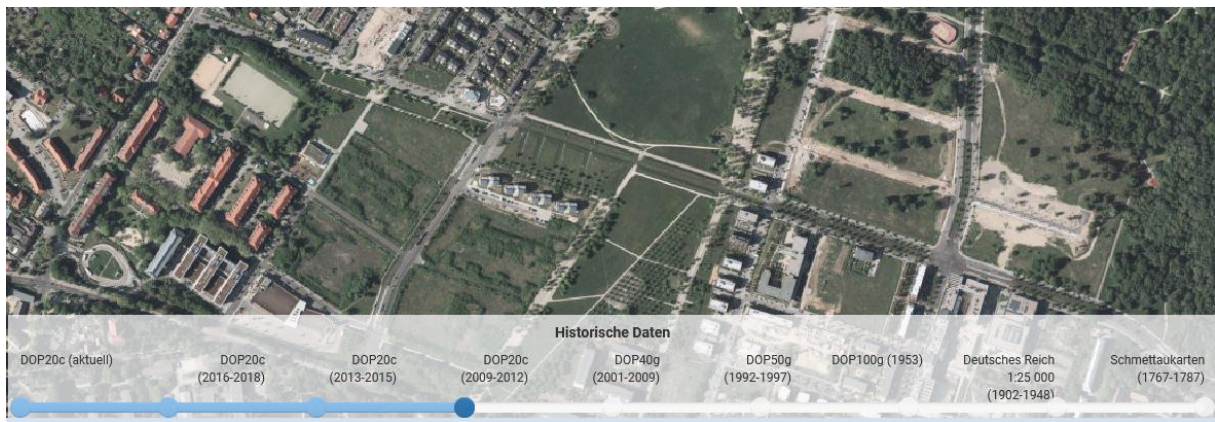 Historische Daten
DOP20c (aktuell)
DOP20c
(2016-2018)
DOP20c
(2013-2015)
DOP20c
(2009-2012)
DOP40g
(2001-2009)
DOP50g
(1992-1997)
DOP100g (1953)
Deutsches Reich
1:25 000
(1902-1948)
Schmettaukarten
(1767-1787)